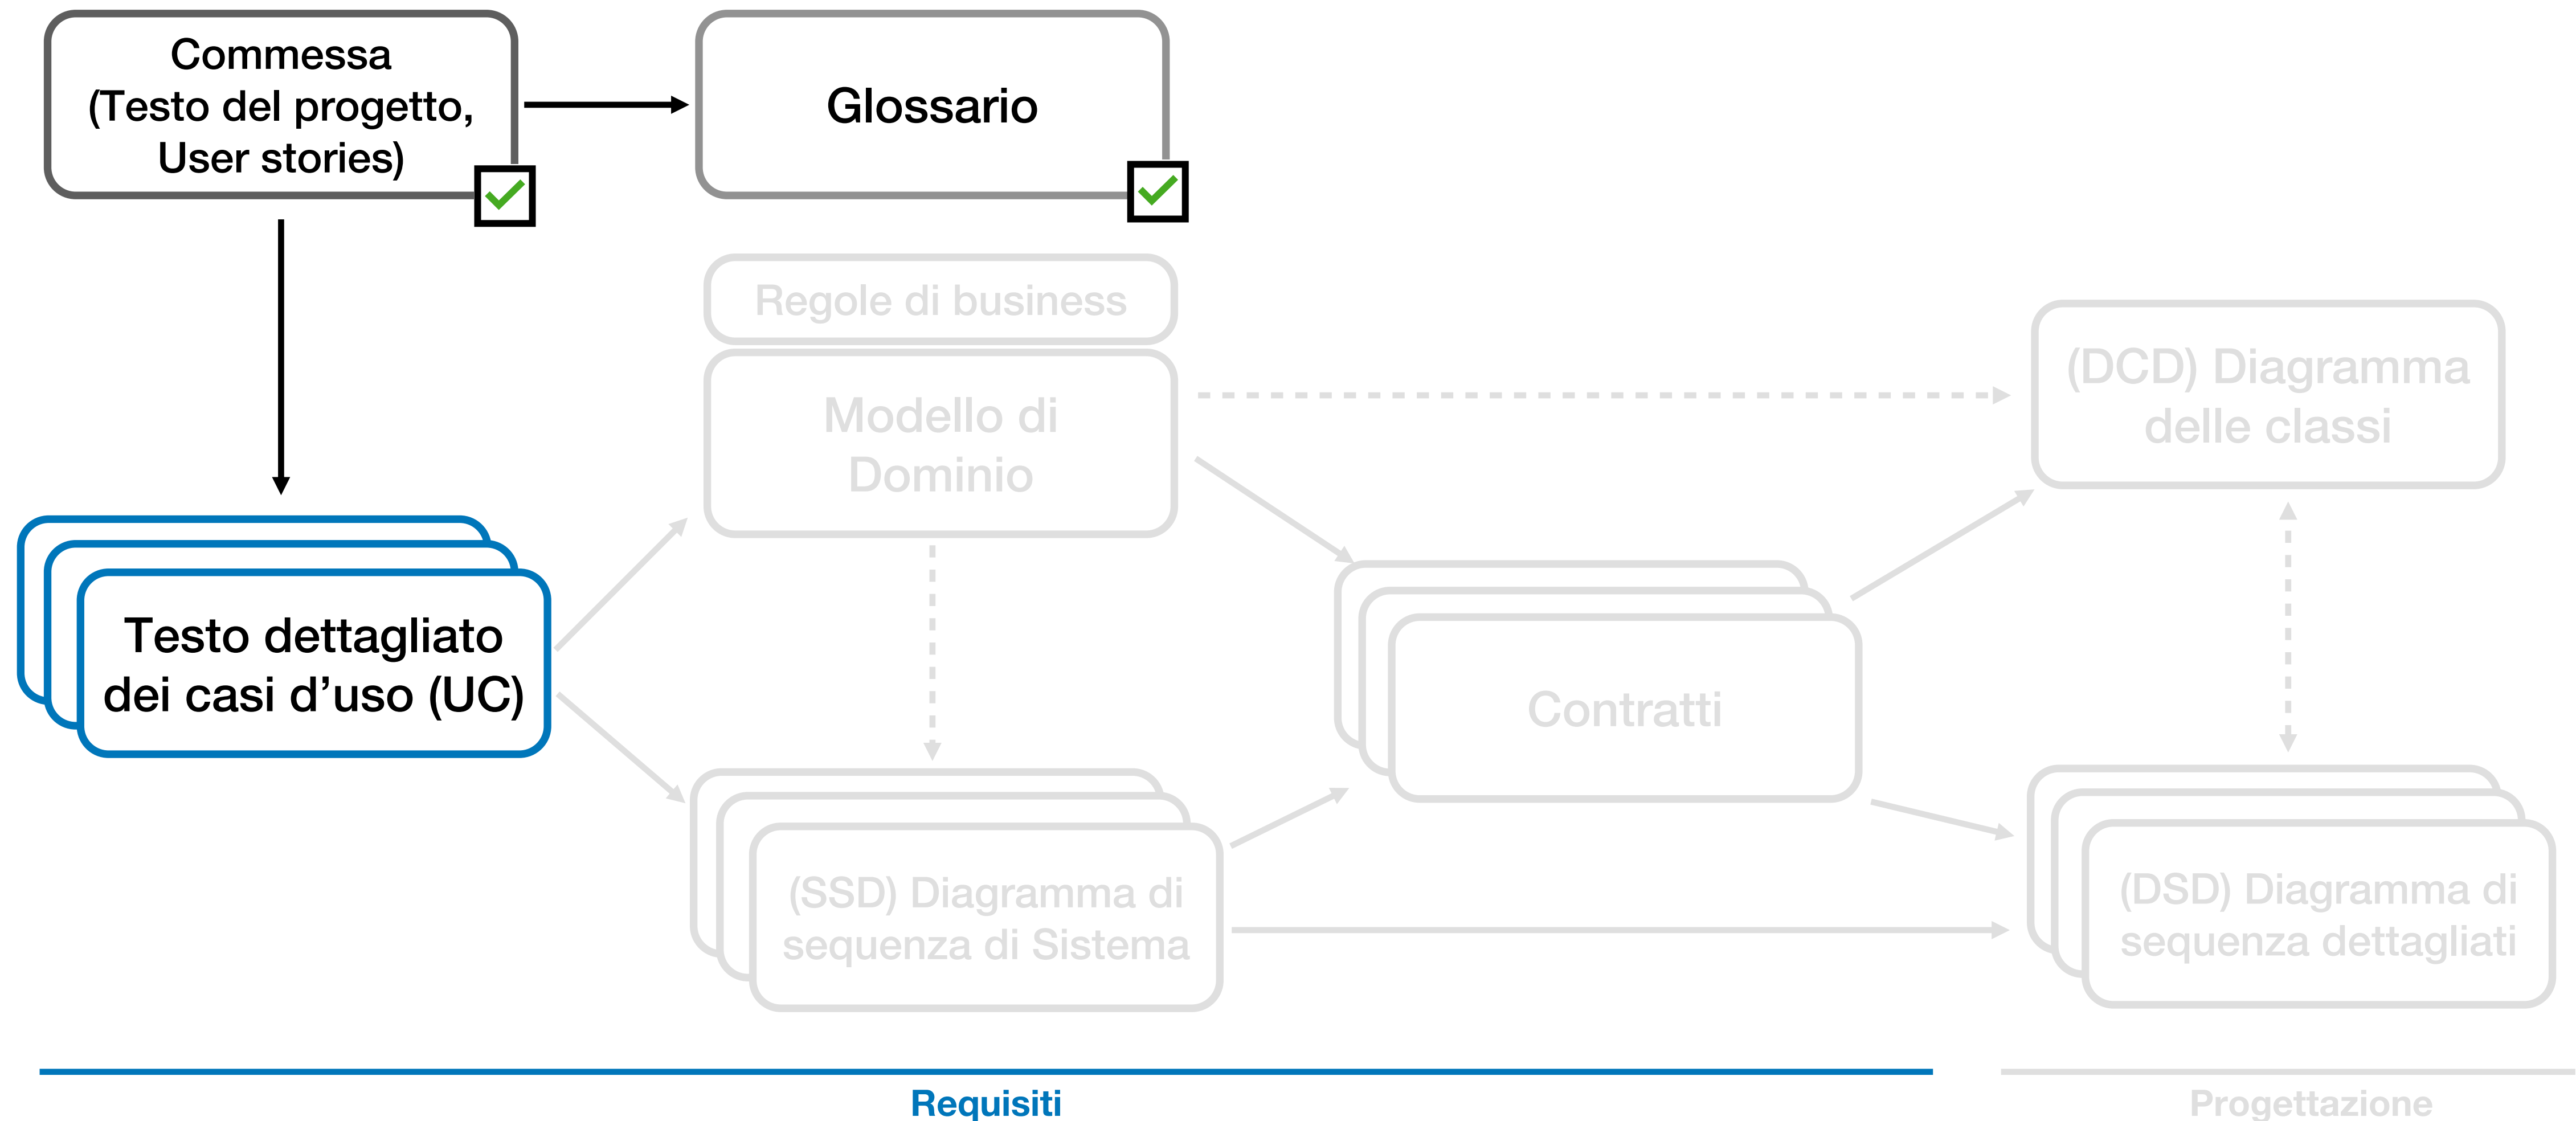 Commessa
(Testo del progetto,
User stories)
Glossario
Regole di business
Modello di
Dominio
(DCD) Diagramma
delle classi
Testo dettagliato
dei casi d’uso (UC)
Contratti
(SSD) Diagramma di
sequenza di Sistema
(DSD) Diagramma di
sequenza dettagliati
Requisiti
Progettazione